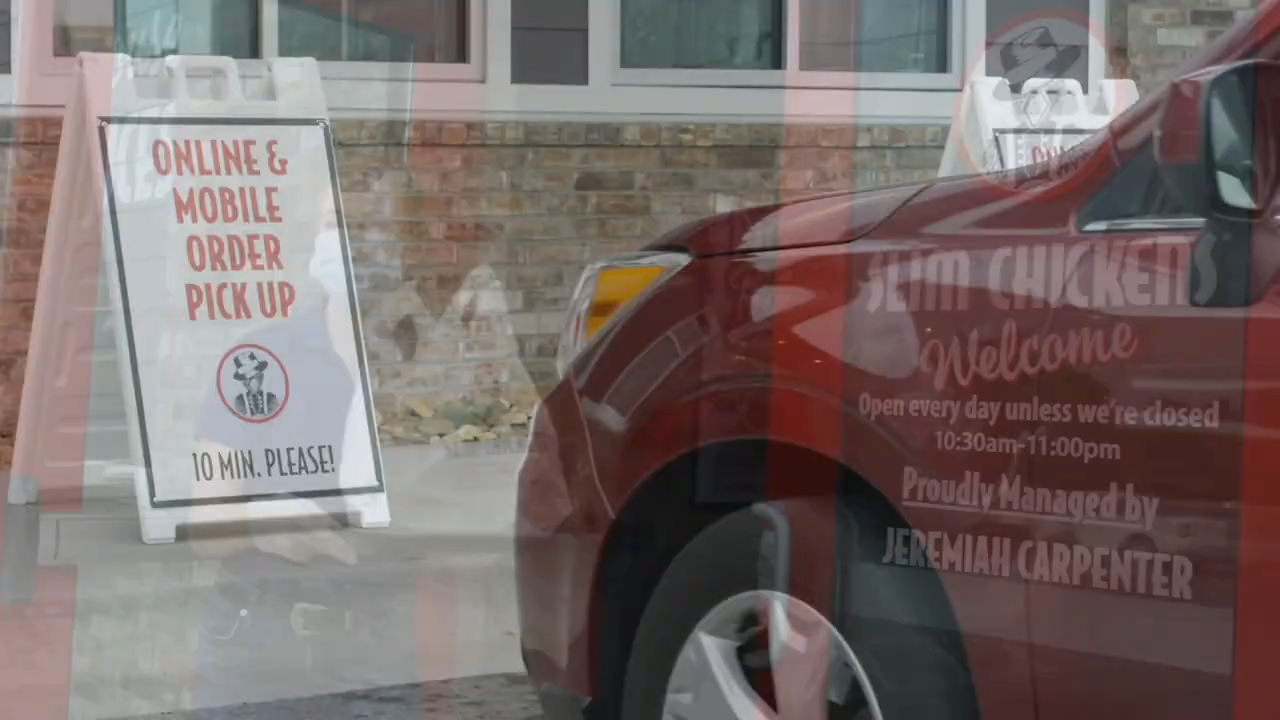 ONLINE &
MOBILE
ORDER
PICK UP
10 MIN. PLEASE!
SLIM CHICKENS
Welcome
Open every day unless we're closed
10:30am-11:00pm
Proudly Managed by
JEREMIAH CARPENTER